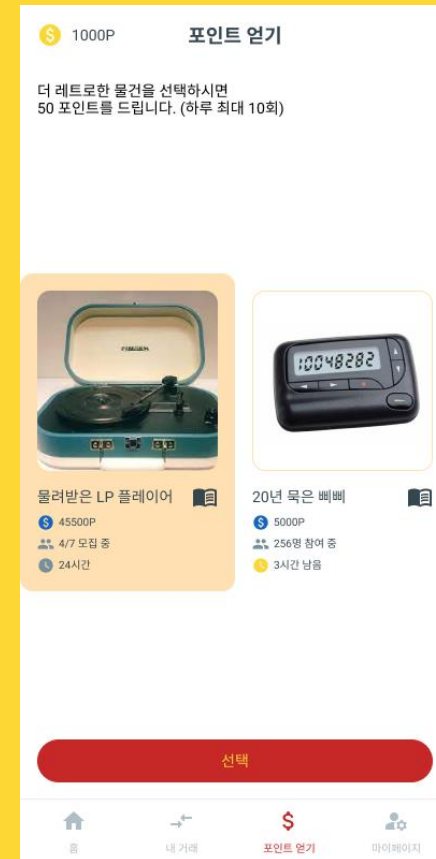 1000P
포인트 얻기
더 레트로한 물건을 선택하시면
50 포인트를 드립니다. (하루 최대 10회)
10048282
물려받은 LP 플레이어
45500P
4/7 모집 중
24시간
20년 묵은 삐삐
5000P
256명 참여 중
3시간 남음
선택
홈
내 거래
포인트 얻기
마이페이지